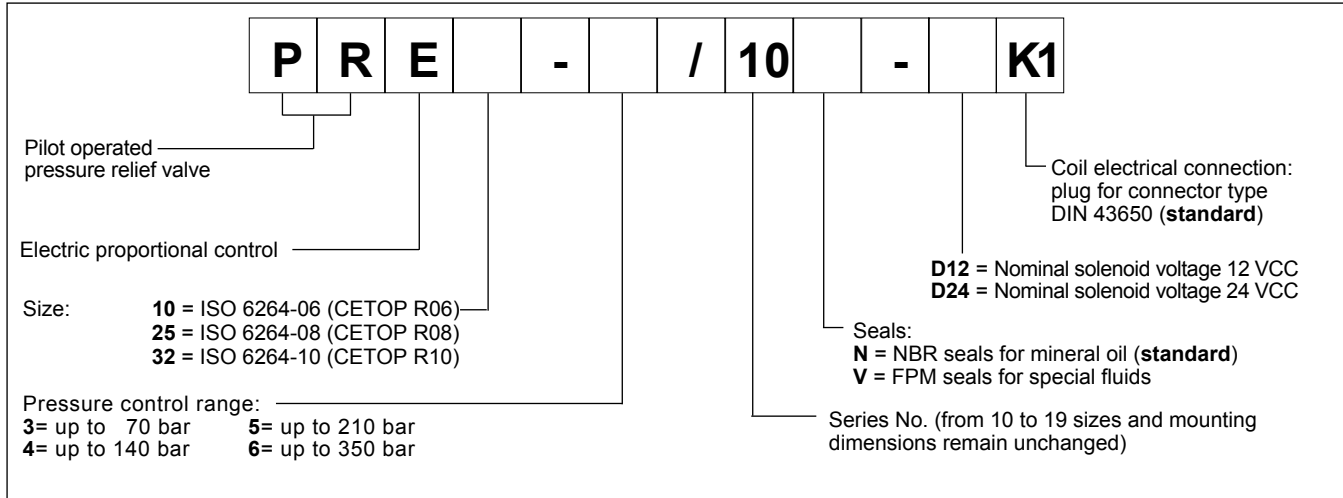 P R E - / 10 - K1
Pilot operated
pressure relief valve
Coil electrical connection:
plug for connector type
DIN 43650 (standard)
Electric proportional control
D12 = Nominal solenoid voltage 12 VCC
D24 = Nominal solenoid voltage 24 VCC
Size: 10 = ISO 6264-06 (CETOP R06)
25 = ISO 6264-08 (CETOP R08)
32 = ISO 6264-10 (CETOP R10)
Seals:
N = NBR seals for mineral oil (standard)
V = FPM seals for special fluids
Pressure control range:
3= up to 70 bar 5= up to 210 bar
4= up to 140 bar 6= up to 350 bar
Series No. (from 10 to 19 sizes and mounting
dimensions remain unchanged)